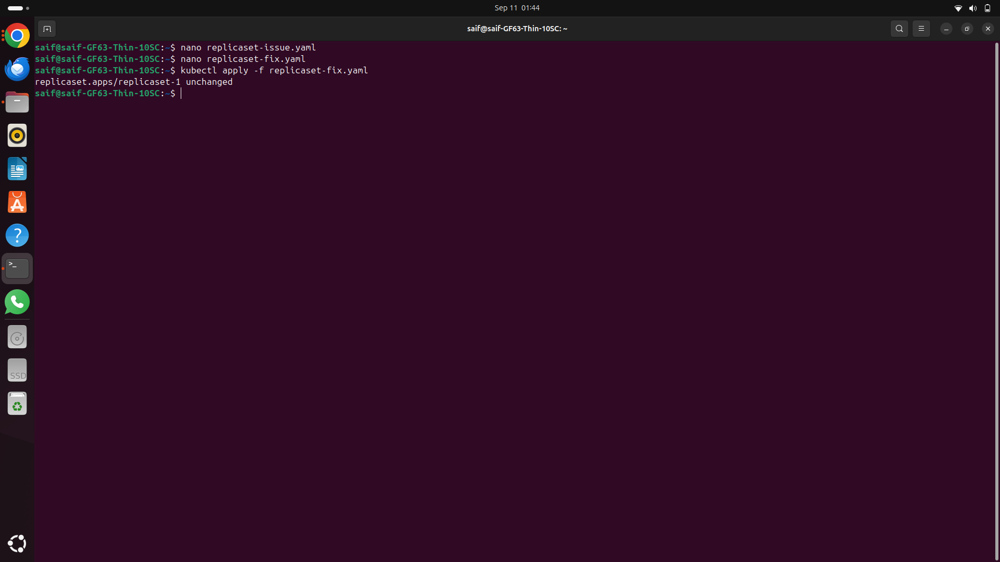 Sep 11 01:44
saif@saif-GF63-Thin-10SC: ~
saif@saif-GF63-Thin-10SC:~$ nano replicaset-issue.yaml
saif@saif-GF63-Thin-10SC:~$ nano replicaset-fix.yaml
saif@saif-GF63-Thin-10SC:~$ kubectl apply -f replicaset-fix.yaml
replicaset.apps/replicaset-1 unchanged
saif@saif-GF63-Thin-10SC:~$
A
?
>_
SSD